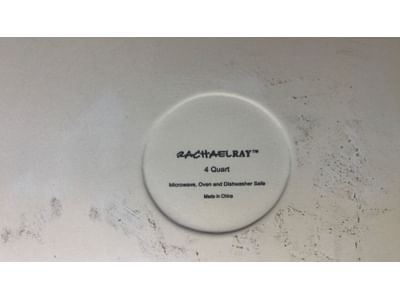 RACHAELRAY™
4 Quart
Microwave, Oven and Dishwasher Safe
Made in China